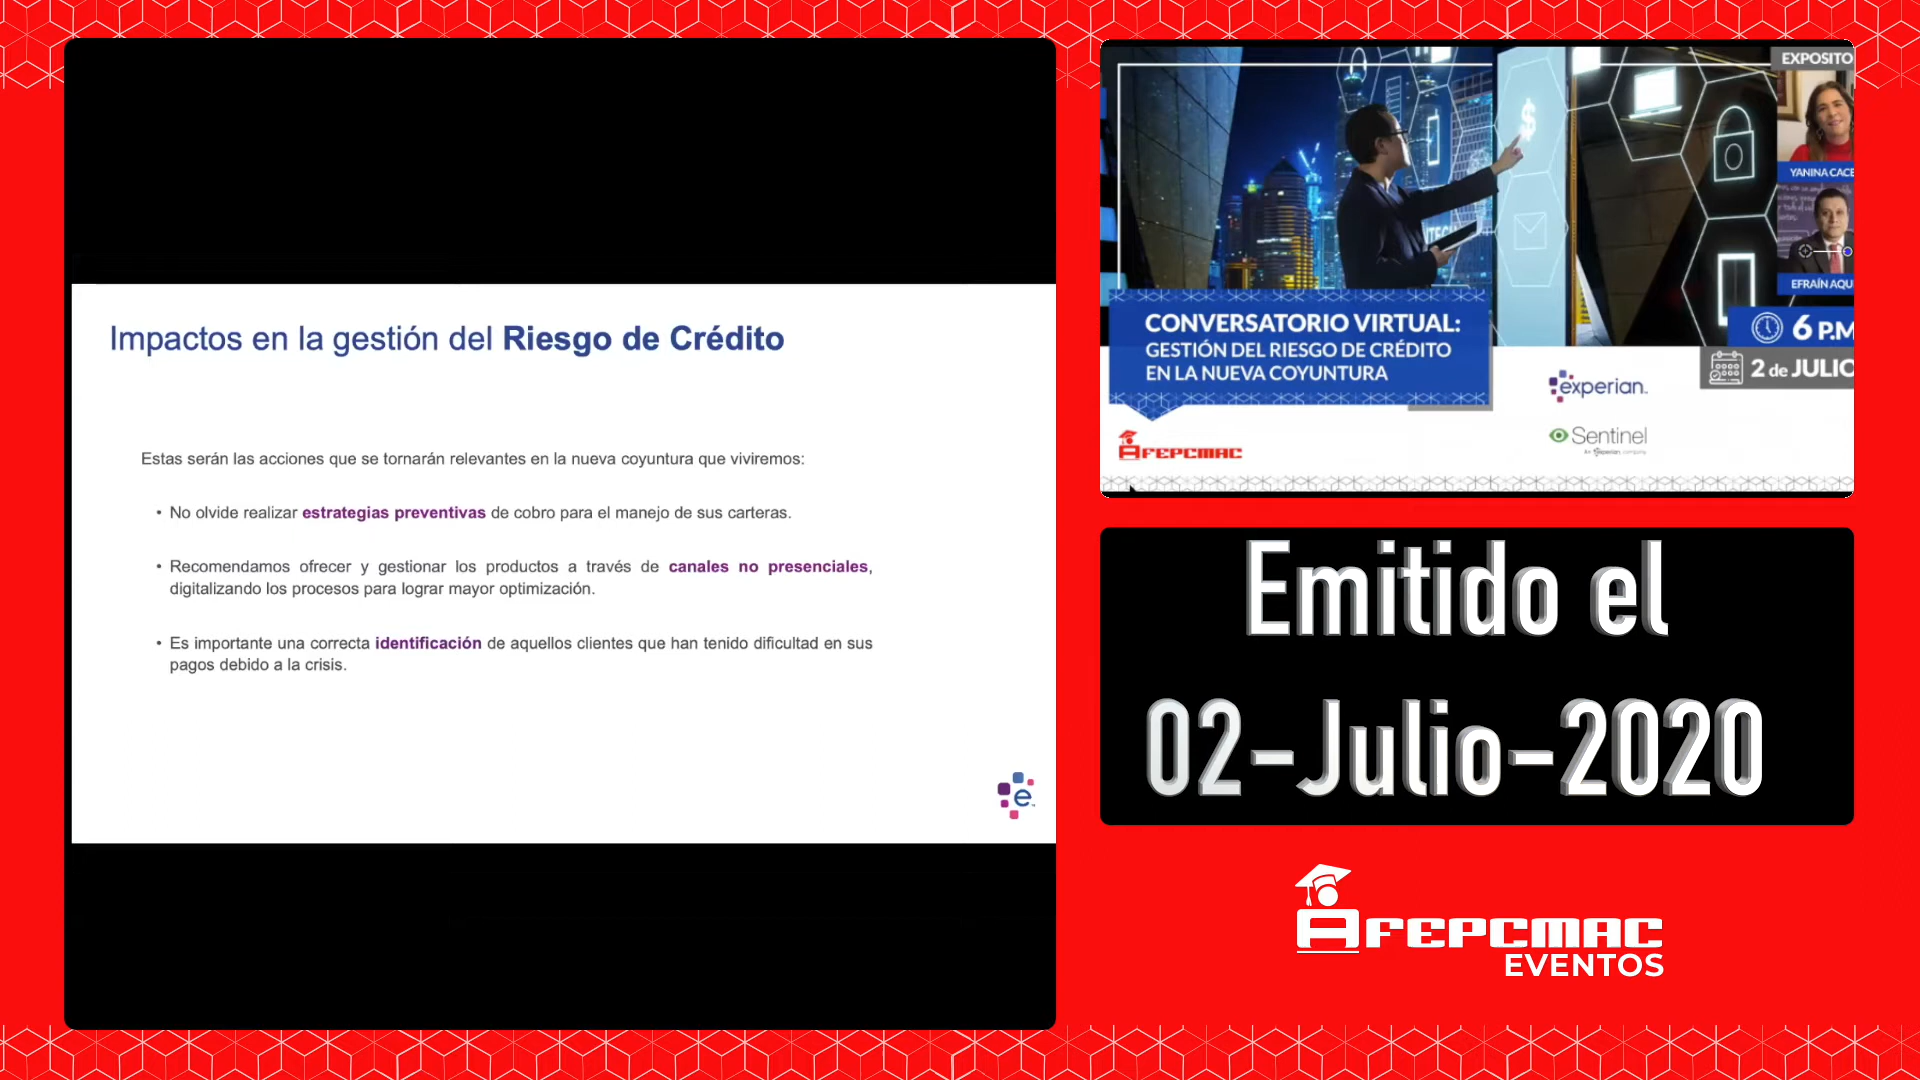 Impactos en la gestión del Riesgo de Crédito
Estas serán las acciones que se tornarán relevantes en la nueva coyuntura que viviremos:
• No olvide realizar estrategias preventivas de cobro para el manejo de sus carteras.
• Recomendamos ofrecer y gestionar los productos a través de canales no presenciales,
digitalizando los procesos para lograr mayor optimización.
• Es importante una correcta identificación de aquellos clientes que han tenido dificultad en sus
pagos debido a la crisis.
e
EXPOSITO
YANINA CACE
EFRAÍN AQU
6 P.M
2 de JULIO
CONVERSATORIO VIRTUAL:
GESTIÓN DEL RIESGO DE CRÉDITO
EN LA NUEVA COYUNTURA
AFEPCMAC
experian
Sentinel
Emitido el
02-Julio-2020
AFEPCMAC
EVENTOS